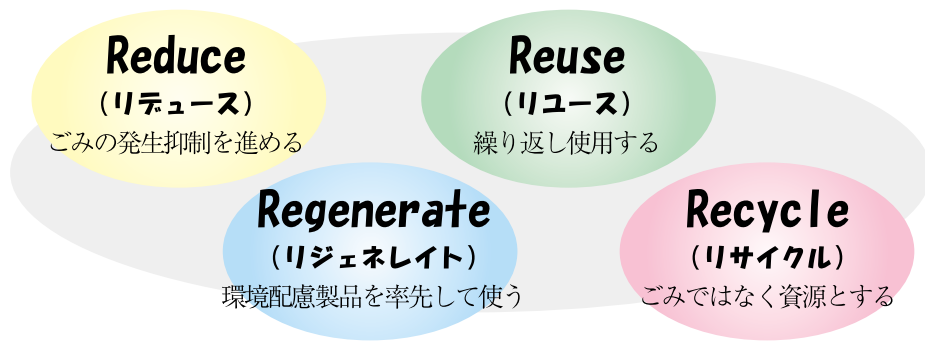 Reduce
(リデュース)
ごみの発生抑制を進める
Reuse
(リユース)
繰り返し使用する
Regenerate
(リジェネレイト)
環境配慮製品を率先して使う
Recycle
(リサイクル)
ごみではなく資源とする